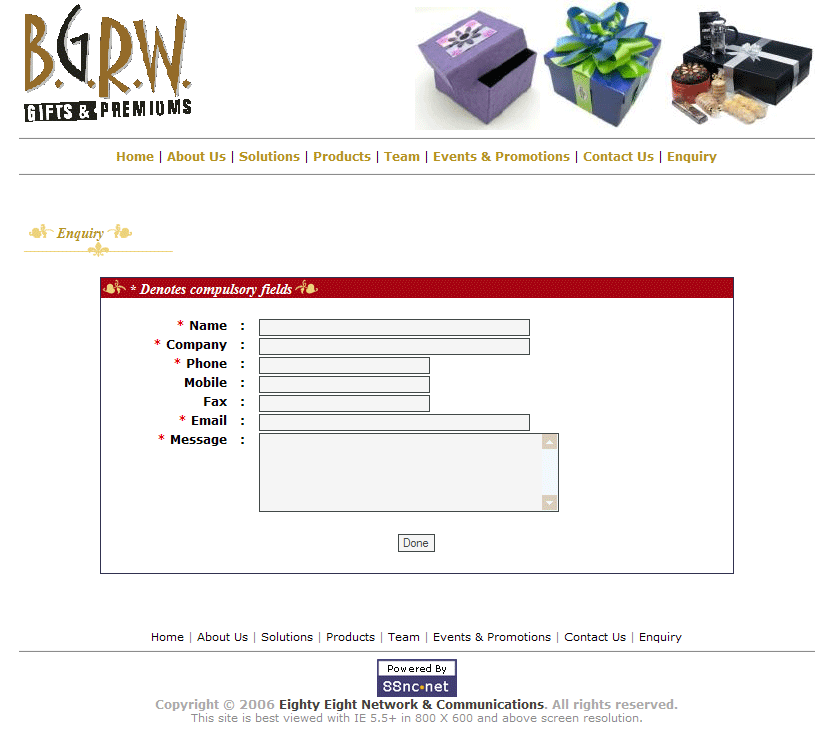 B.G.R.W.
GIFTS & PREMIUMS
Home | About Us | Solutions | Products | Team | Events & Promotions | Contact Us | Enquiry
Enquiry
* Denotes compulsory fields
* Name :
* Company :
* Phone :
Mobile :
Fax :
* Email :
* Message :
Done
Home | About Us | Solutions | Products | Team | Events & Promotions | Contact Us | Enquiry
Powered By
88nc.net
Copyright © 2006 Eighty Eight Network & Communications. All rights reserved.
This site is best viewed with IE 5.5+ in 800 X 600 and above screen resolution.